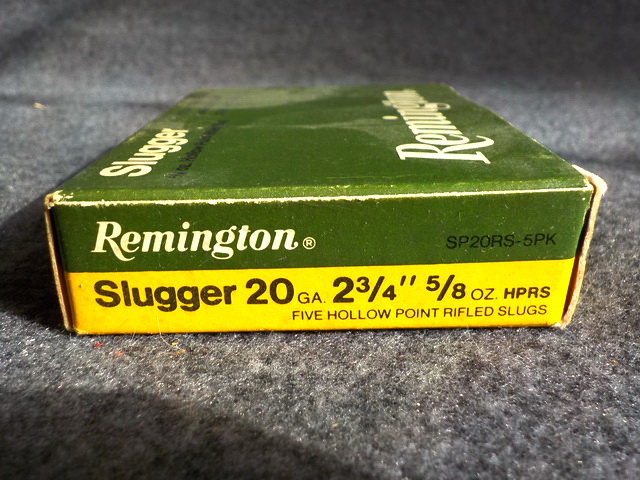 Slugger
Remington
Remington®
SP20RS-5PK
Slugger 20 GA. 2 3/4" 5/8 OZ. HPRS
FIVE HOLLOW POINT RIFLED SLUGS